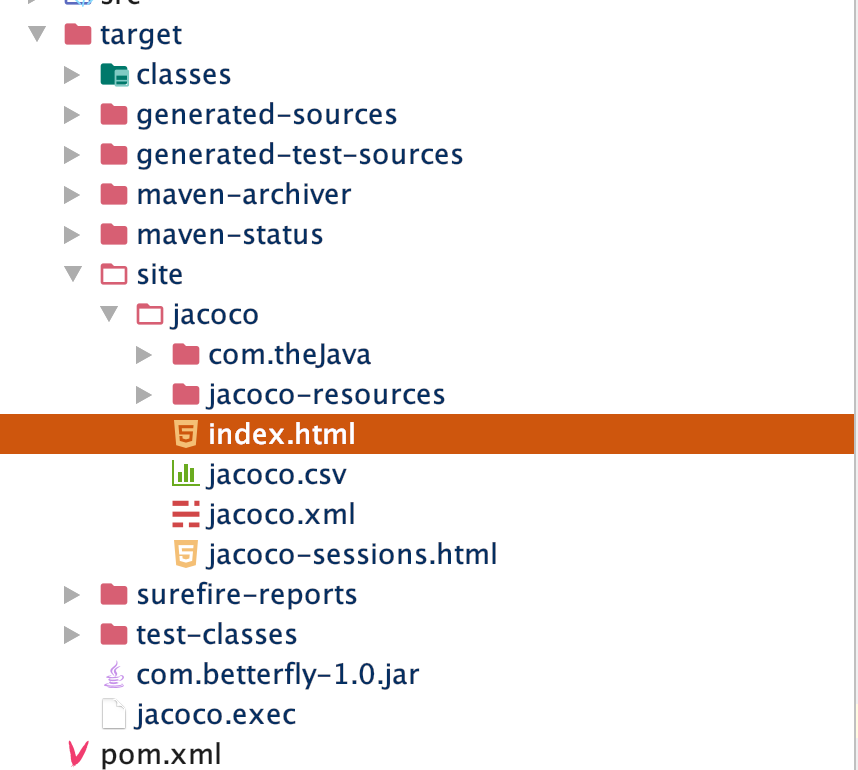 src
target
classes
generated-sources
generated-test-sources
maven-archiver
maven-status
site
jacoco
com.theJava
jacoco-resources
index.html
jacoco.csv
jacoco.xml
jacoco-sessions.html
surefire-reports
test-classes
com.betterfly-1.0.jar
jacoco.exec
pom.xml